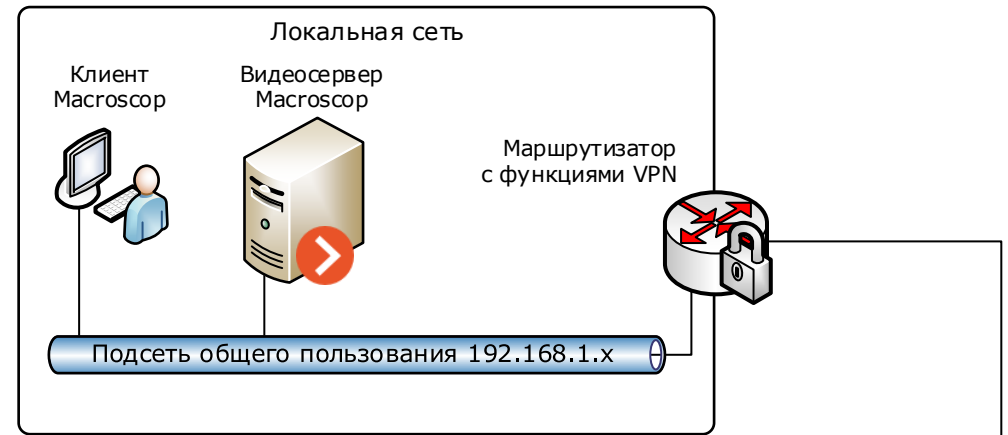 Локальная сеть
Клиент
Macroscop
Видеосервер
Macroscop
Маршрутизатор
с функциями VPN
Подсеть общего пользования 192.168.1.x